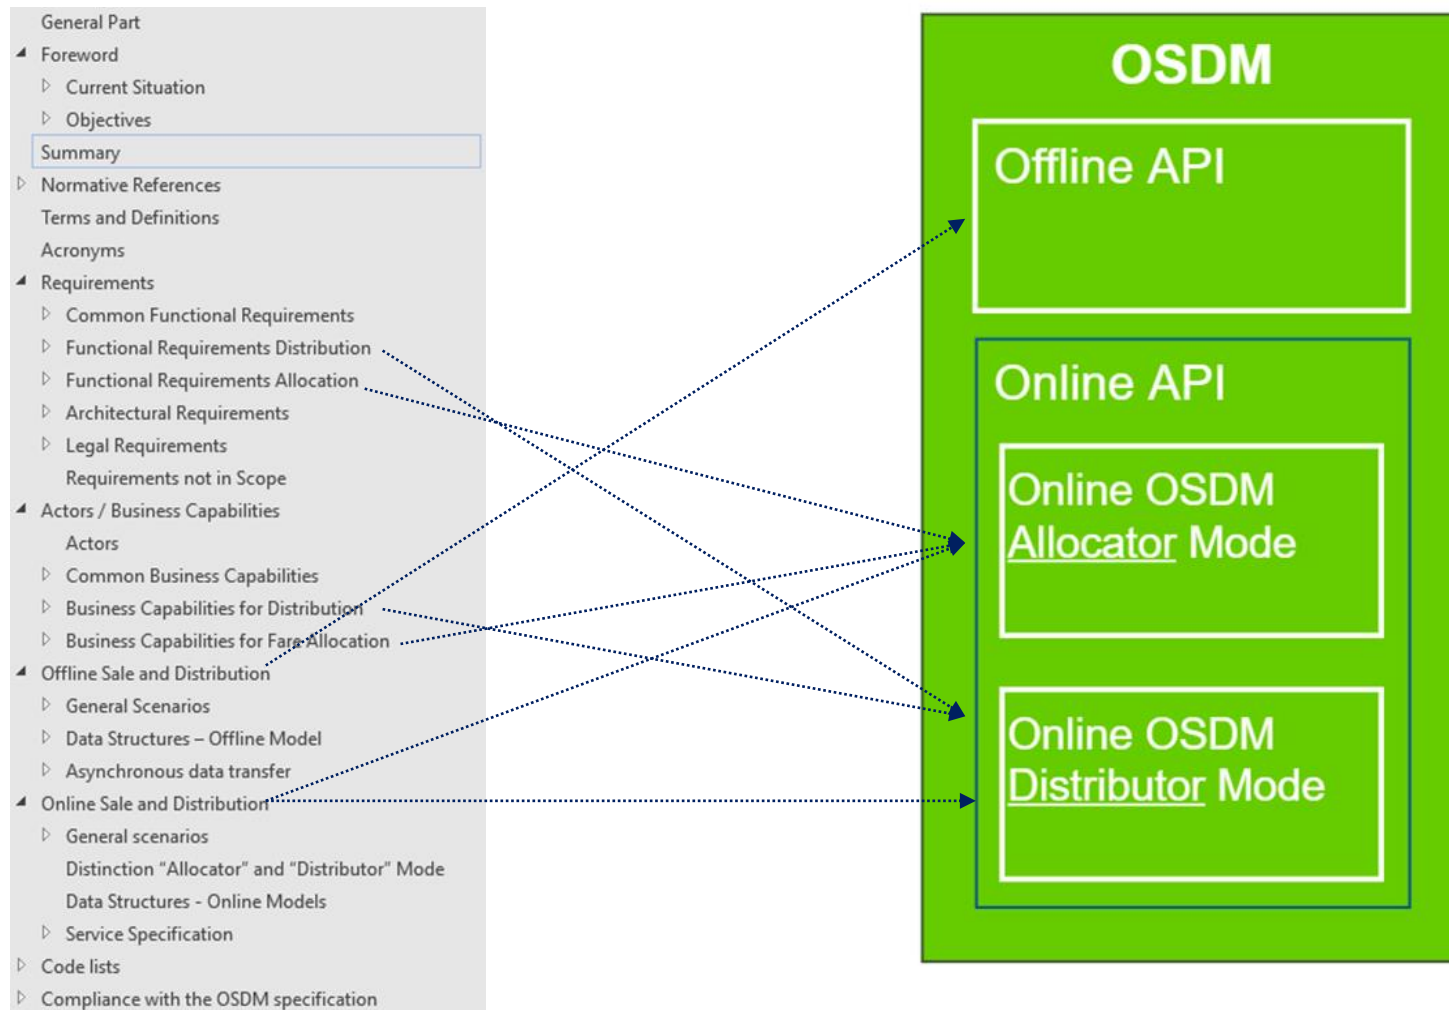 General Part
Foreword
Current Situation
Objectives
Summary
Normative References
Terms and Definitions
Acronyms
Requirements
Common Functional Requirements
Functional Requirements Distribution
Functional Requirements Allocation
Architectural Requirements
Legal Requirements
Requirements not in Scope
Actors / Business Capabilities
Actors
Common Business Capabilities
Business Capabilities for Distribution
Business Capabilities for Fare Allocation
Offline Sale and Distribution
General Scenarios
Data Structures – Offline Model
Asynchronous data transfer
Online Sale and Distribution
General scenarios
Distinction "Allocator" and "Distributor" Mode
Data Structures - Online Models
Service Specification
Code lists
Compliance with the OSDM specification
OSDM
Offline API
Online API
Online OSDM
Allocator Mode
Online OSDM
Distributor Mode